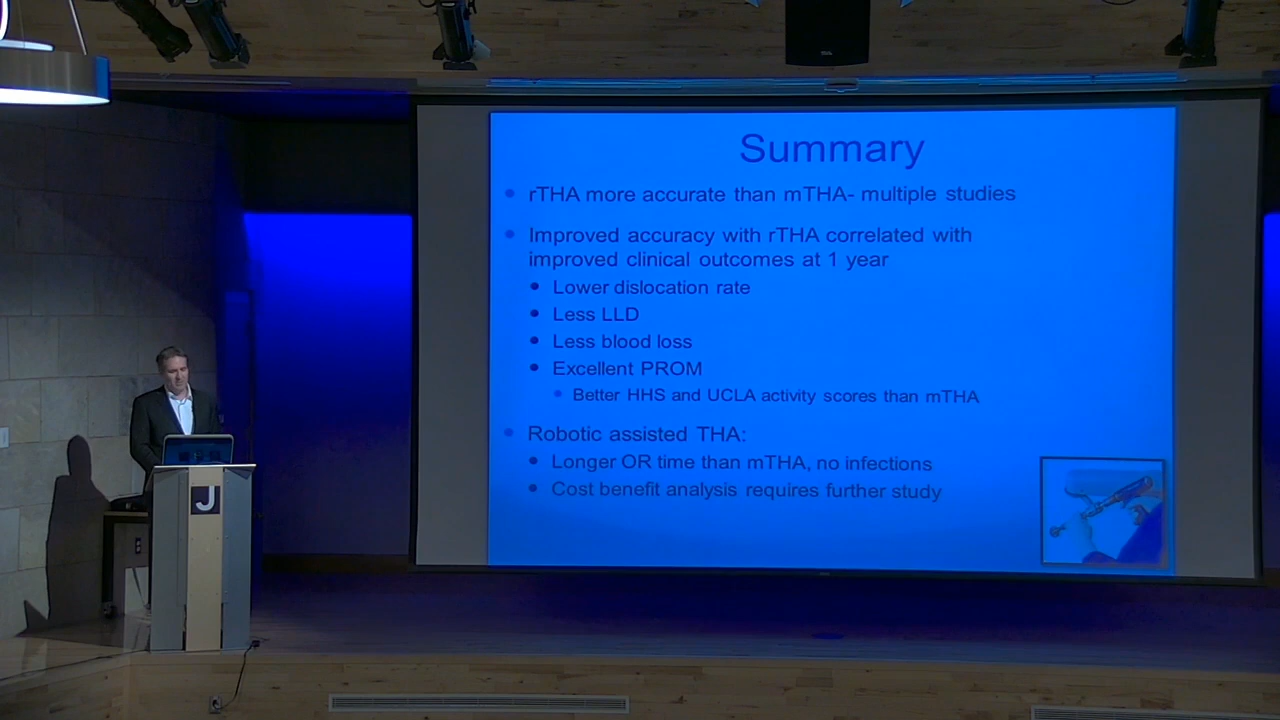 Summary
rTHA more accurate than mTHA- multiple studies
Improved accuracy with rTHA correlated with
improved clinical outcomes at 1 year
Lower dislocation rate
Less LLD
Less blood loss
Excellent PROM
Better HHS and UCLA activity scores than mTHA
Robotic assisted THA:
Longer OR time than mTHA, no infections
Cost benefit analysis requires further study
J